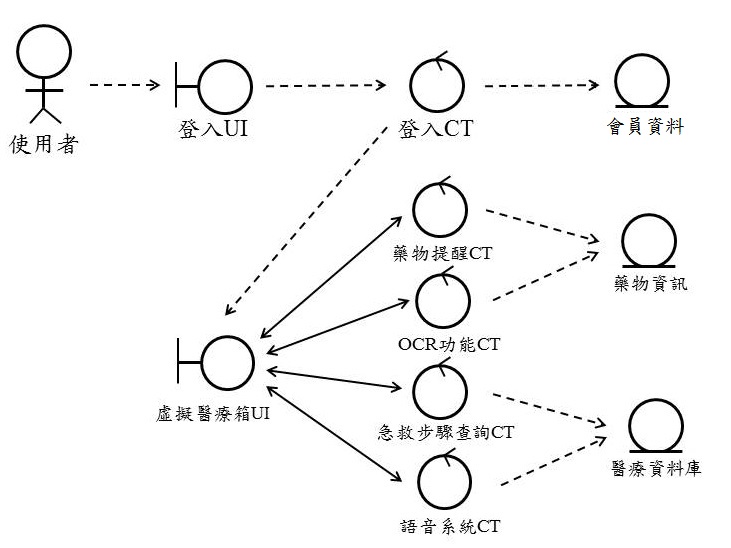 使用者
登入UI
登入CT
會員資料
藥物提醒CT
藥物資訊
OCR功能CT
虛擬醫療箱UI
急救步驟查詢CT
醫療資料庫
語音系統CT